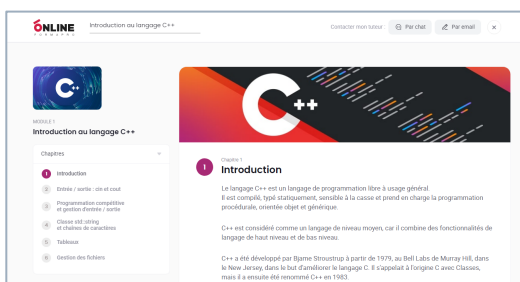 ONLINE
FORMAPRO
Introduction au langage C++
Contacter mon tuteur :
Par chat
Par email
×
C++
MODULE 1
Introduction au langage C++
Chapitres
1 Introduction
2 Entrée / sortie : cin et cout
3 Programmation compétitive
et gestion d'entrée / sortie
4 Classe std::string
et chaînes de caractères
5 Tableaux
6 Gestion des fichiers
C++
1
Chapitre 1
Introduction
Le langage C++ est un langage de programmation libre à usage général.
Il est compilé, typé statiquement, sensible à la casse et prend en charge la programmation
procédurale, orientée objet et générique.
C++ est considéré comme un langage de niveau moyen, car il combine des fonctionnalités de
langage de haut niveau et de bas niveau.
C++ a été développé par Bjarne Stroustrup à partir de 1979, au Bell Labs de Murray Hill, dans
le New Jersey, dans le but d'améliorer le langage C. Il s'appelait à l'origine C avec Classes,
mais il a ensuite été renommé C++ en 1983.